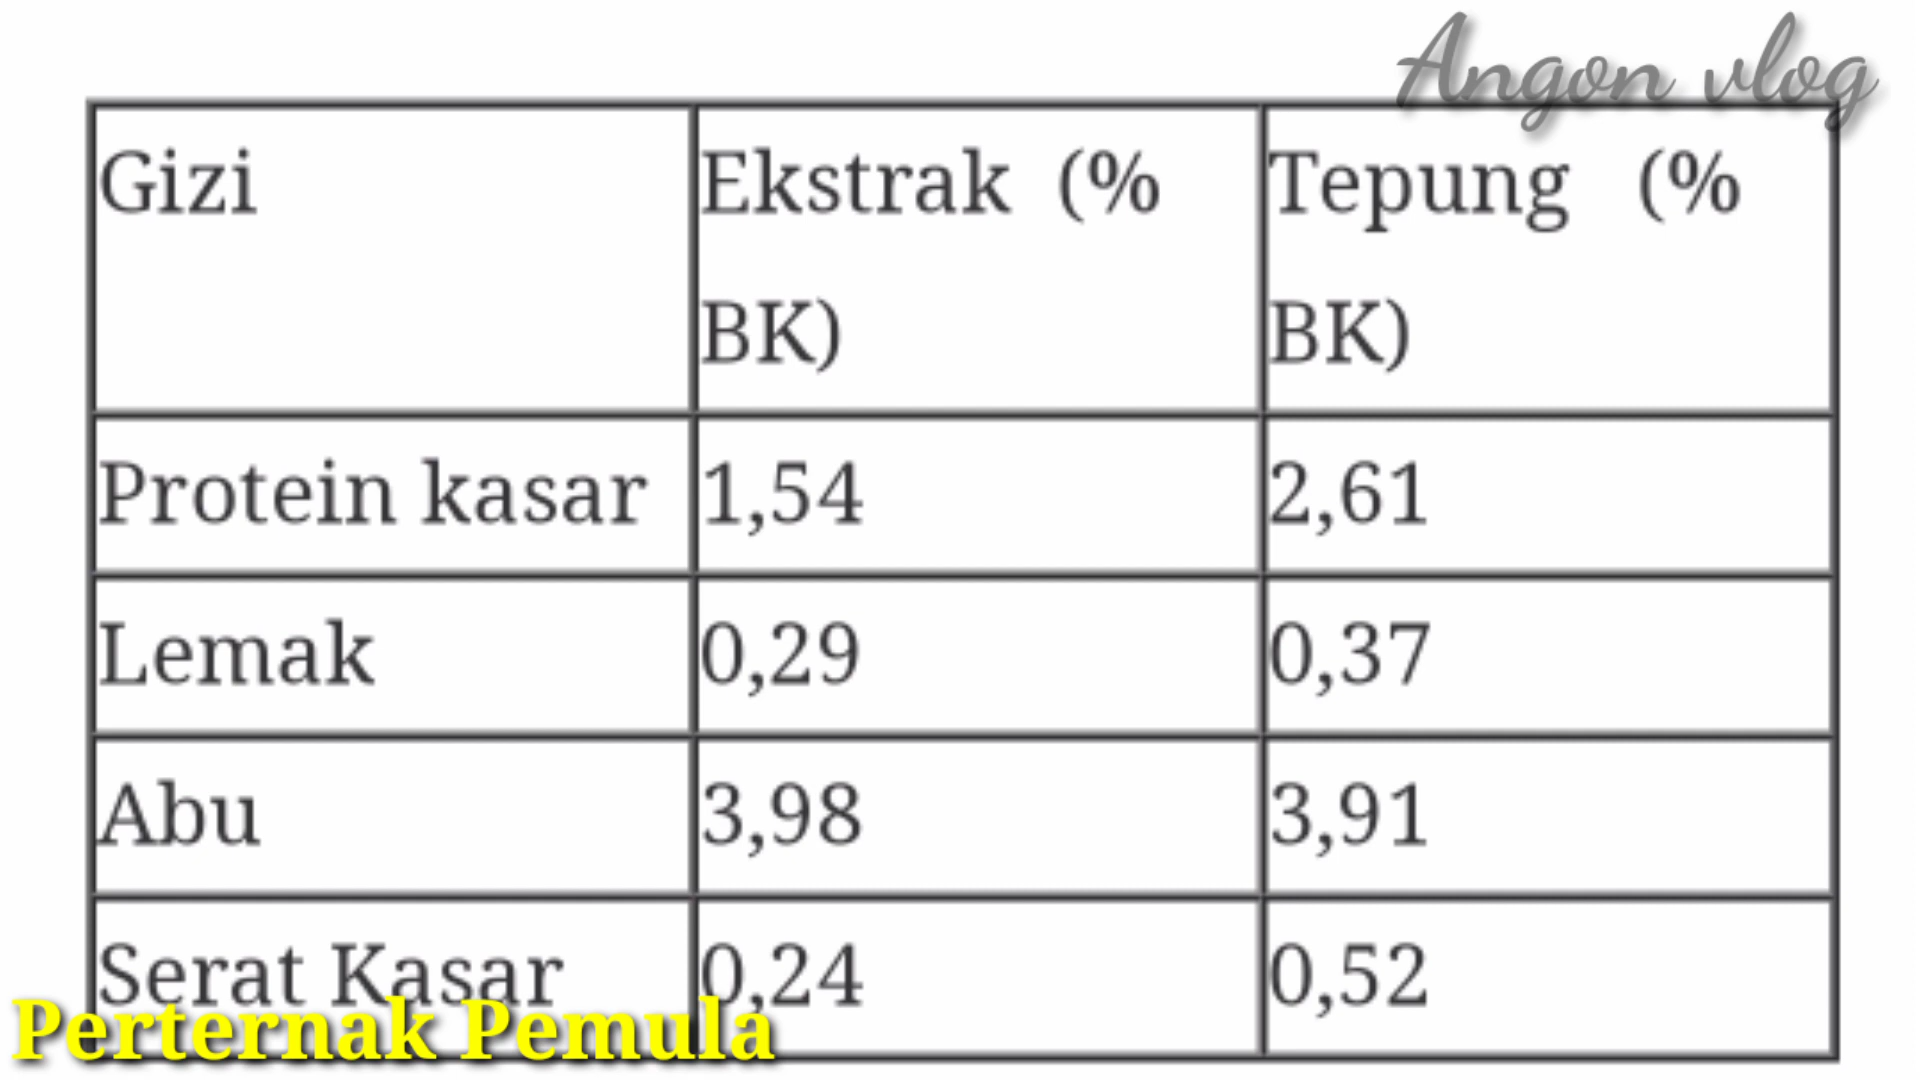 Angon vlog
Gizi Ekstrak (% Tepung (%
BK) BK)
Protein kasar 1,54 2,61
Lemak 0,29 0,37
Abu 3,98 3,91
Serat Kasar 0,24 0,52
Perternak Pemula